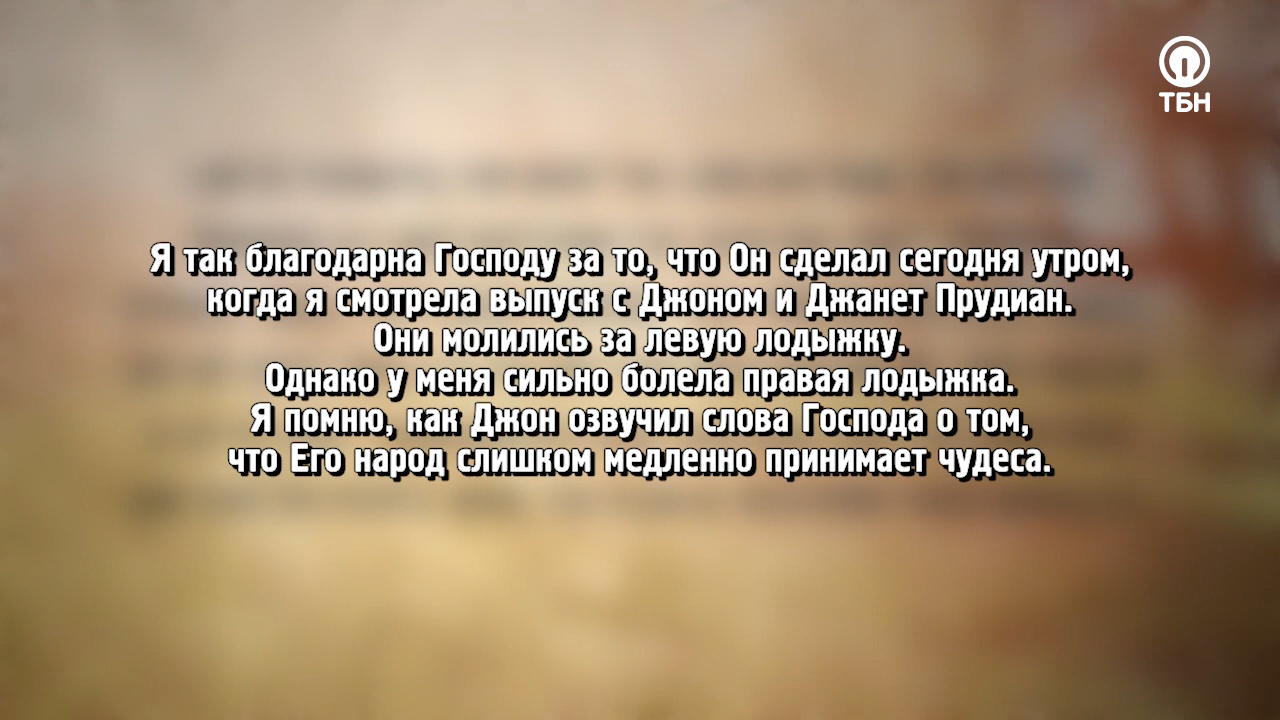 ТБН
Я так благодарна Господу за то, что Он сделал сегодня утром,
когда я смотрела выпуск с Джоном и Джанет Прудиан.
Они молились за левую лодыжку.
Однако у меня сильно болела правая лодыжка.
Я помню, как Джон озвучил слова Господа о том,
что Его народ слишком медленно принимает чудеса.